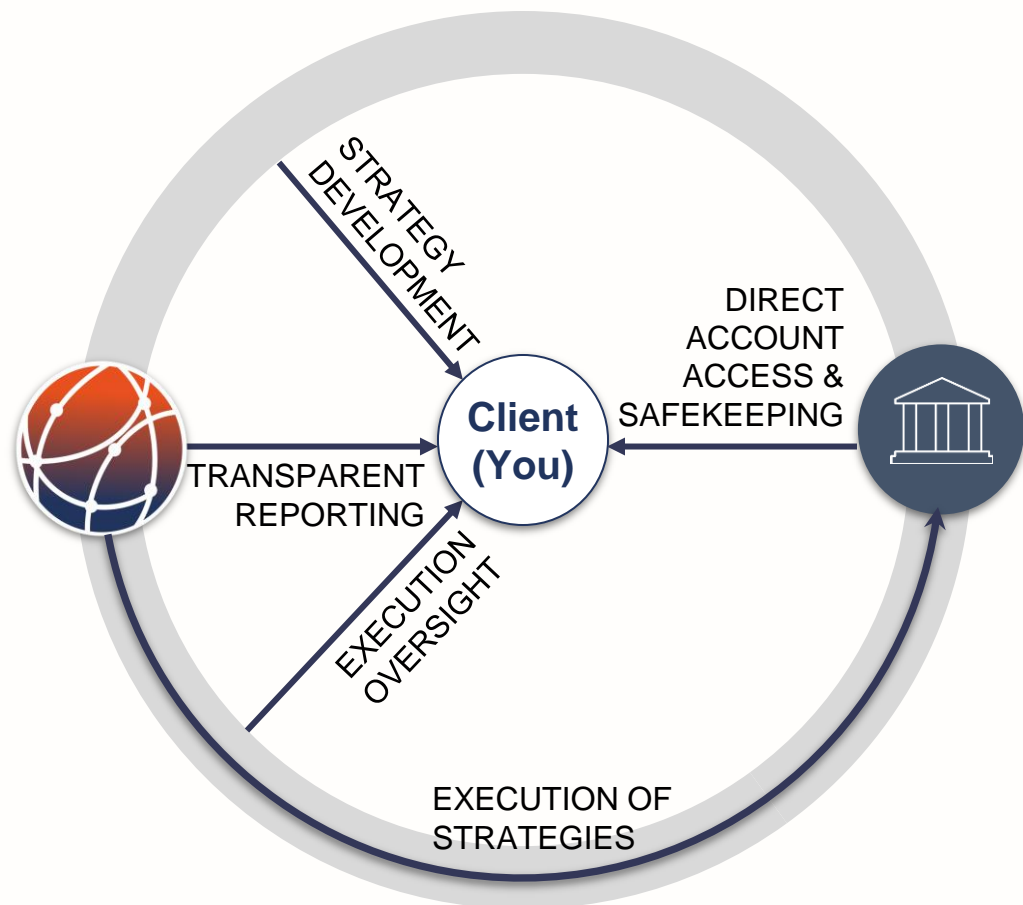 STRATEGY
DEVELOPMENT
DIRECT
ACCOUNT
ACCESS &
SAFEKEEPING
Client
(You)
TRANSPARENT
REPORTING
EXECUTION
OVERSIGHT
EXECUTION OF
STRATEGIES